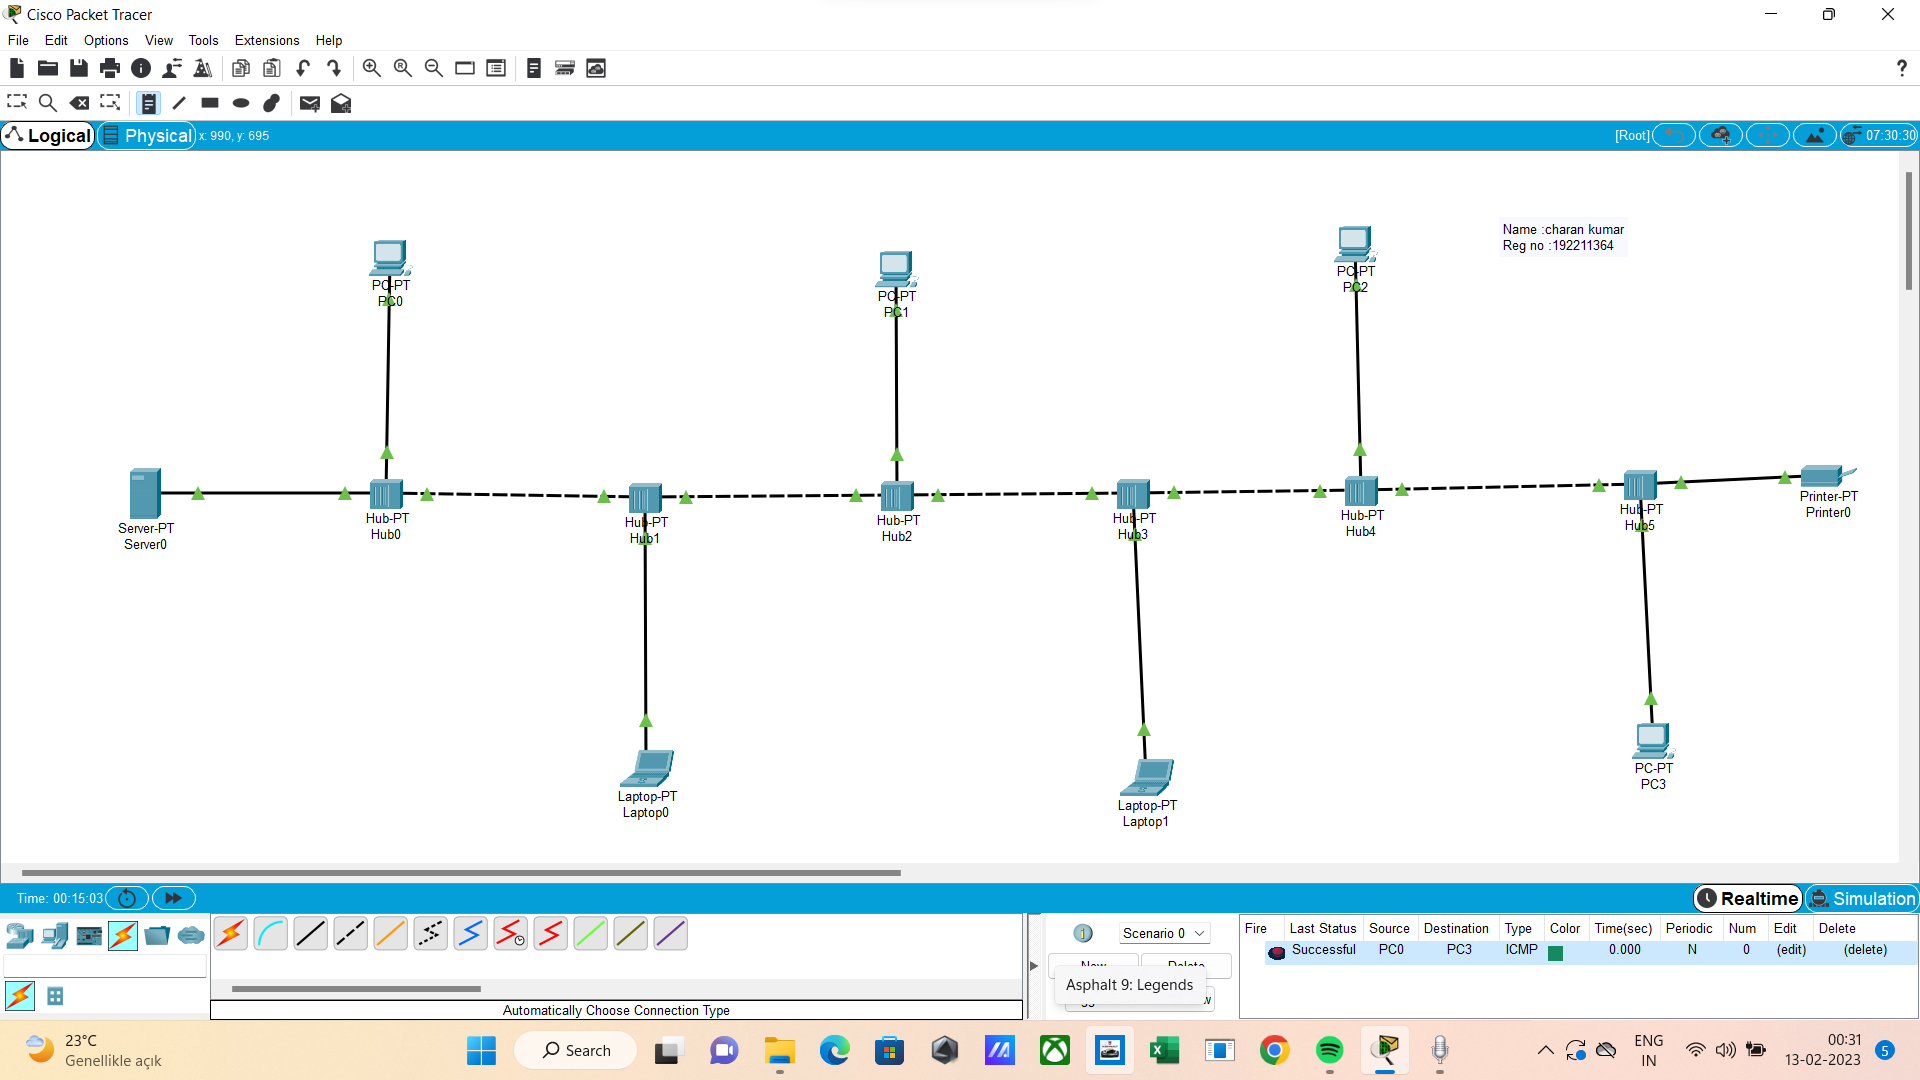 Cisco Packet Tracer
File Edit Options View Tools Extensions Help
Logical Physical x: 990, y: 695 [Root] 07:30:30
Name :charan kumar
Reg no :192211364
PC-PT
PC0
PC-PT
PC1
PC-PT
PC2
Server-PT
Server0
Hub-PT
Hub0
Hub-PT
Hub1
Hub-PT
Hub2
Hub-PT
Hub3
Hub-PT
Hub4
Hub-PT
Hub5
Printer-PT
Printer0
Laptop-PT
Laptop0
Laptop-PT
Laptop1
PC-PT
PC3
Time: 00:15:03 Realtime Simulation
Scenario 0
New Delete
Asphalt 9: Legends
Fire Last Status Source Destination Type Color Time(sec) Periodic Num Edit Delete
Successful PC0 PC3 ICMP 0.000 N 0 (edit) (delete)
Automatically Choose Connection Type
23°C
Genellikle açık
Search
ENG
IN
00:31
13-02-2023
5